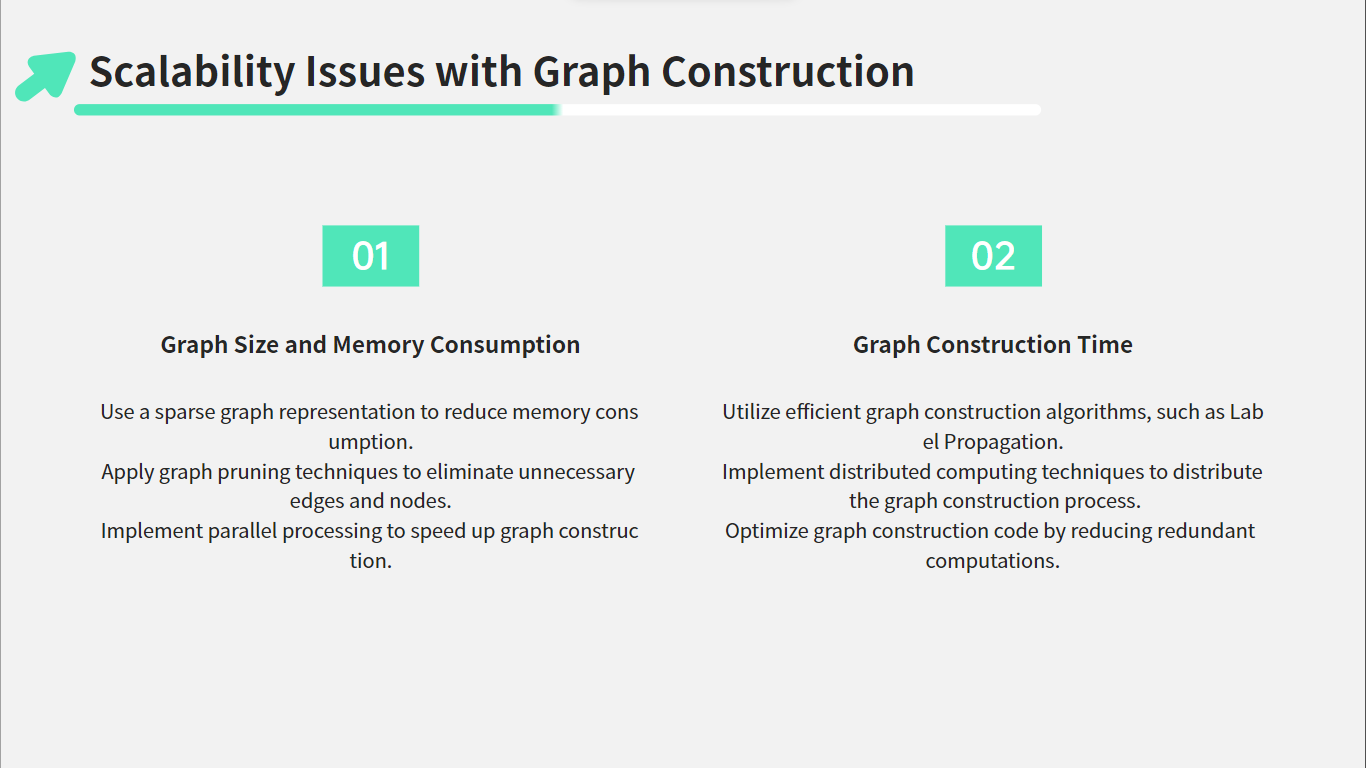 Scalability Issues with Graph Construction
01
Graph Size and Memory Consumption
Use a sparse graph representation to reduce memory cons
umption.
Apply graph pruning techniques to eliminate unnecessary
edges and nodes.
Implement parallel processing to speed up graph construc
tion.
02
Graph Construction Time
Utilize efficient graph construction algorithms, such as Lab
el Propagation.
Implement distributed computing techniques to distribute
the graph construction process.
Optimize graph construction code by reducing redundant
computations.